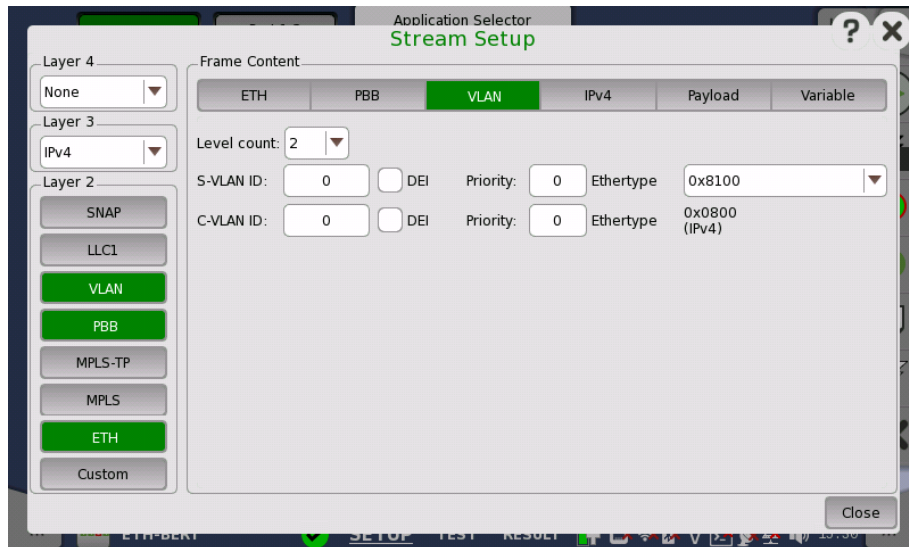 Application Selector
Stream Setup
?
Layer 4
None
Layer 3
IPv4
Layer 2
SNAP
LLC1
VLAN
PBB
MPLS-TP
MPLS
ETH
Custom
Frame Content
ETH PBB VLAN IPv4 Payload Variable
Level count: 2
S-VLAN ID: 0 DEI Priority: 0 Ethertype 0x8100
C-VLAN ID: 0 DEI Priority: 0 Ethertype 0x0800
(IPv4)
Close
ETH-BERT SETUP TEST RESULT